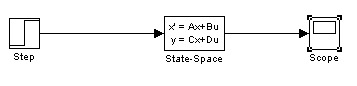 x' = Ax+Bu
y = Cx+Du
Step
State-Space
Scope